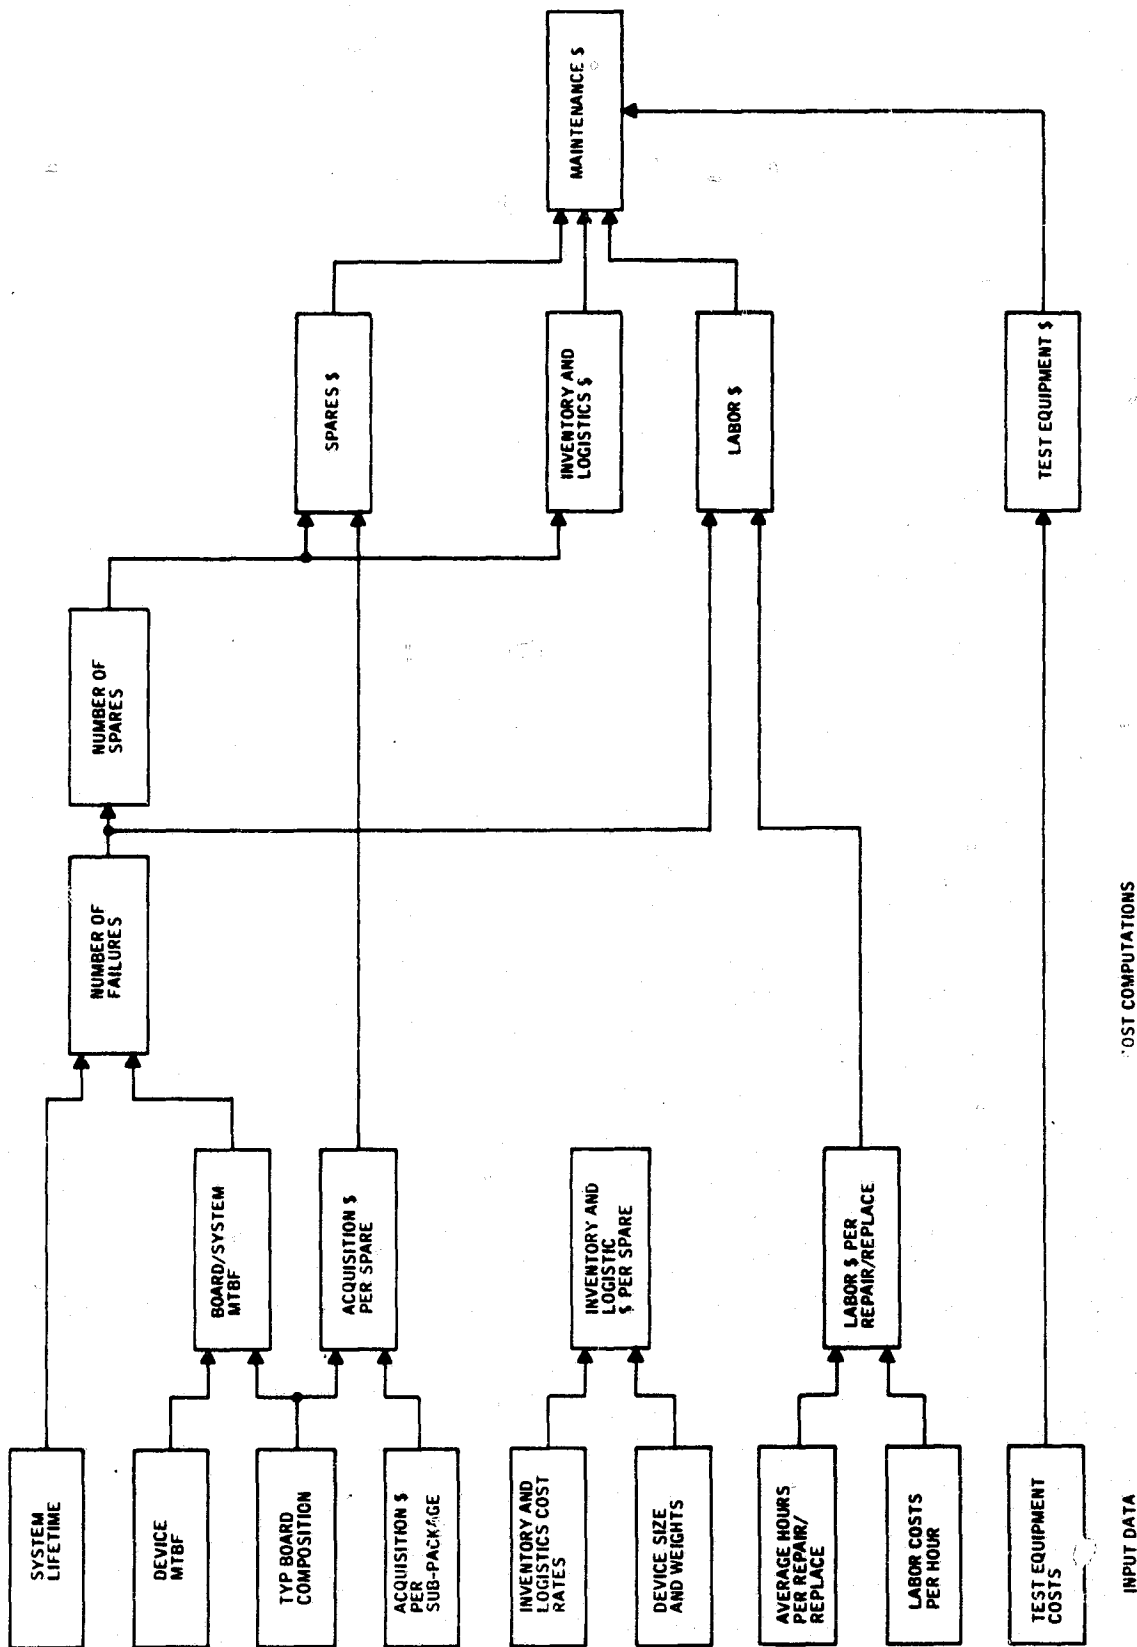 SYSTEM
LIFETIME
DEVICE
MTBF
TYP BOARD
COMPOSITION
ACQUISITION $
PER
SUB-PACKAGE
INVENTORY AND
LOGISTICS COST
RATES
DEVICE SIZE
AND WEIGHTS
AVERAGE HOURS
PER REPAIR/
REPLACE
LABOR COSTS
PER HOUR
TEST EQUIPMENT
COSTS
INPUT DATA
BOARD/SYSTEM
MTBF
ACQUISITION $
PER SPARE
INVENTORY AND
LOGISTIC
$ PER SPARE
LABOR $ PER
REPAIR/REPLACE
NUMBER OF
FAILURES
NUMBER OF
SPARES
OST COMPUTATIONS
SPARES $
INVENTORY AND
LOGISTICS $
LABOR $
TEST EQUIPMENT $
MAINTENANCE $